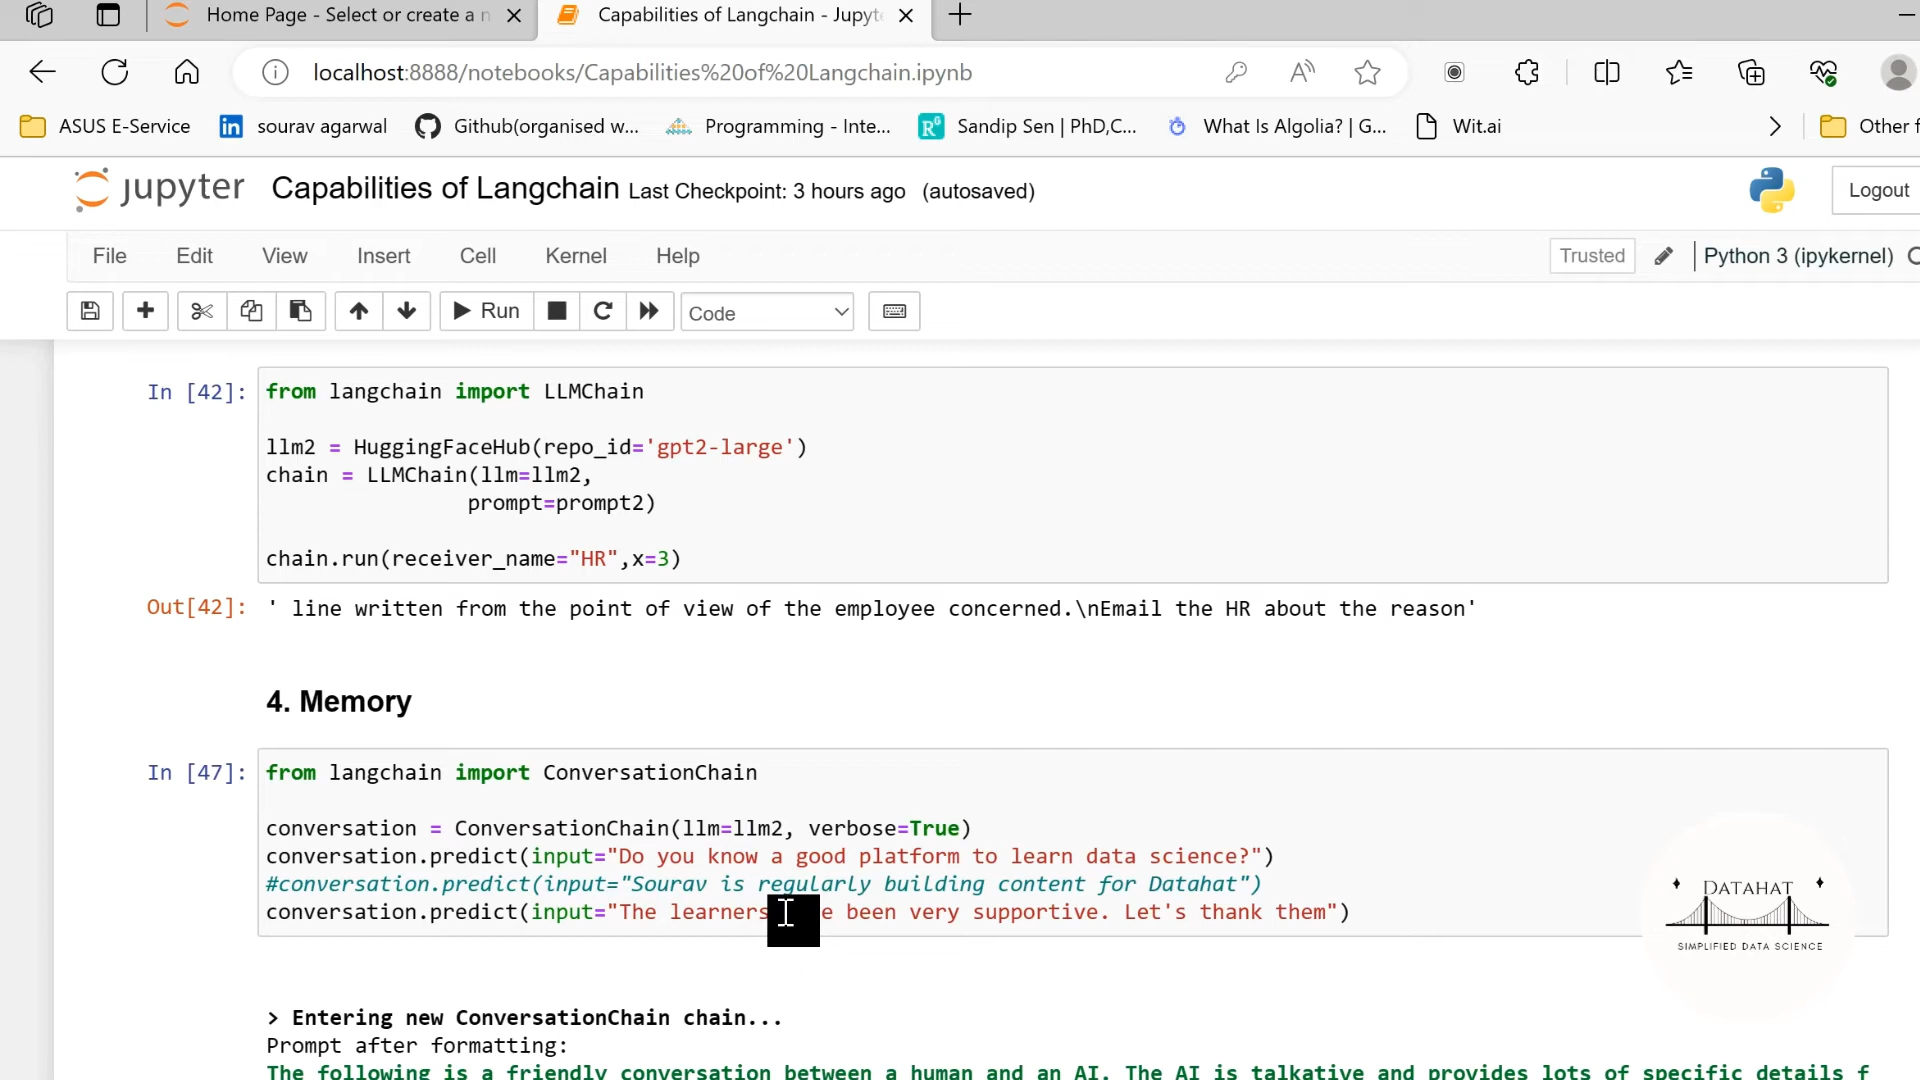 Home Page - Select or create a n
Capabilities of Langchain - Jupyte
localhost:8888/notebooks/Capabilities%20of%20Langchain.ipynb
ASUS E-Service
sourav agarwal
Github(organised w...
Programming - Inte...
Sandip Sen | PhD,C...
What Is Algolia? | G...
Wit.ai
Other f
jupyter Capabilities of Langchain Last Checkpoint: 3 hours ago (autosaved)
Logout
File Edit View Insert Cell Kernel Help
Trusted
Python 3 (ipykernel)
Run
Code
In [42]:
from langchain import LLMChain
llm2 = HuggingFaceHub(repo_id='gpt2-large')
chain = LLMChain(llm=llm2,
prompt=prompt2)
chain.run(receiver_name="HR",x=3)
Out[42]: ' line written from the point of view of the employee concerned.\nEmail the HR about the reason'
4. Memory
In [47]:
from langchain import ConversationChain
conversation = ConversationChain(llm=llm2, verbose=True)
conversation.predict(input="Do you know a good platform to learn data science?")
#conversation.predict(input="Sourav is regularly building content for Datahat")
conversation.predict(input="The learners e been very supportive. Let's thank them")
DATAHAT
SIMPLIFIED DATA SCIENCE
> Entering new ConversationChain chain...
Prompt after formatting:
The following is a friendly conversation between a human and an AI. The AI is talkative and provides lots of specific details f